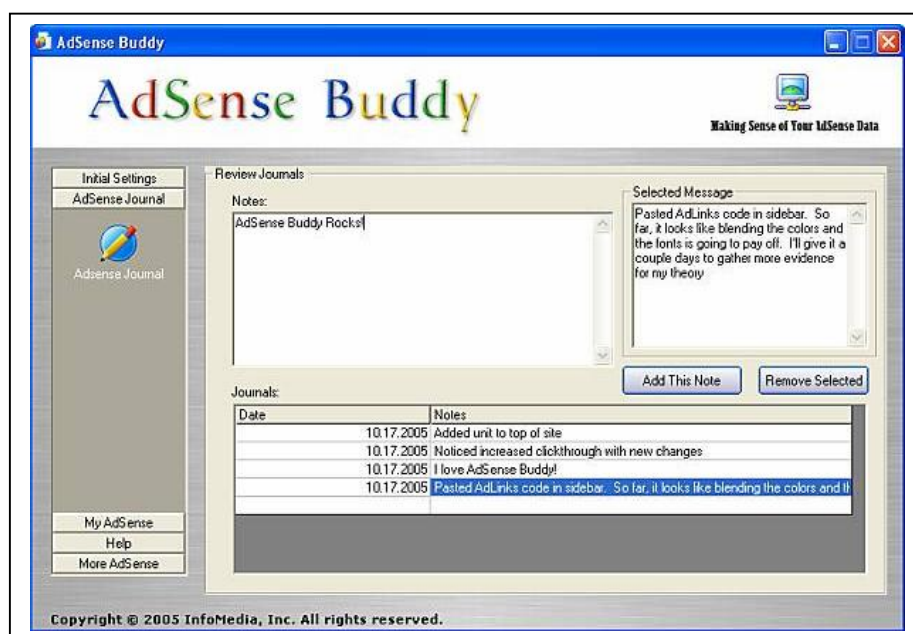 AdSense Buddy
AdSense Buddy
Making Sense of Your AdSense Data
Initial Settings
AdSense Journal
Adsense Journal
My AdSense
Help
More AdSense
Review Journals
Notes:
AdSense Buddy Rocks!
Selected Message
Pasted AdLinks code in sidebar. So
far, it looks like blending the colors and
the fonts is going to pay off. I'll give it a
couple days to gather more evidence
for my theory
Add This Note
Remove Selected
Journals:
Date Notes
10.17.2005 Added unit to top of site
10.17.2005 Noticed increased clickthrough with new changes
10.17.2005 I love AdSense Buddy!
10.17.2005 Pasted AdLinks code in sidebar. So far, it looks like blending the colors and th
Copyright © 2005 InfoMedia, Inc. All rights reserved.